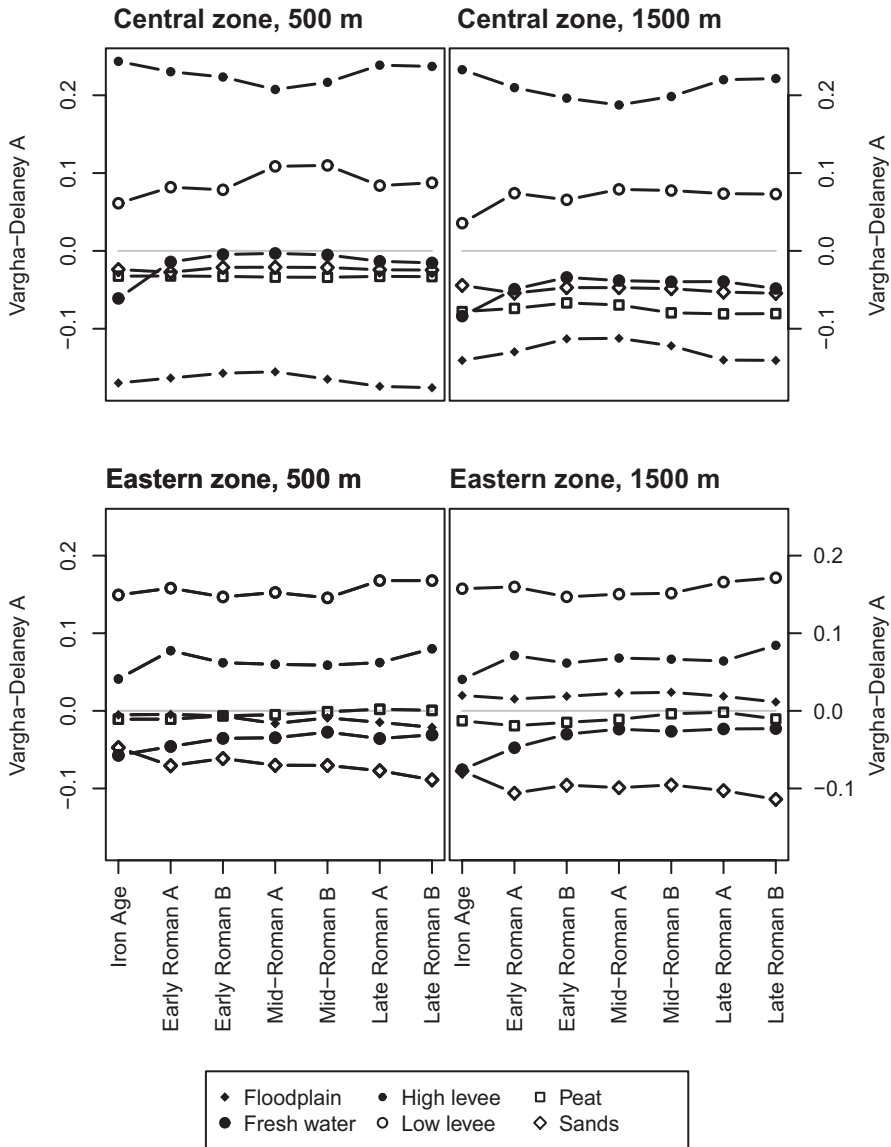 Central zone, 500 m
Central zone, 1500 m
Vargha−Delaney A
0.2
0.1
0.0
−0.1
0.2
0.1
0.0
−0.1
Vargha−Delaney A
Eastern zone, 500 m
Eastern zone, 1500 m
Vargha−Delaney A
0.2
0.1
0.0
−0.1
0.2
0.1
0.0
−0.1
Vargha−Delaney A
Iron Age
Early Roman A
Early Roman B
Mid−Roman A
Mid−Roman B
Late Roman A
Late Roman B
Iron Age
Early Roman A
Early Roman B
Mid−Roman A
Mid−Roman B
Late Roman A
Late Roman B
Floodplain High levee Peat
Fresh water Low levee Sands